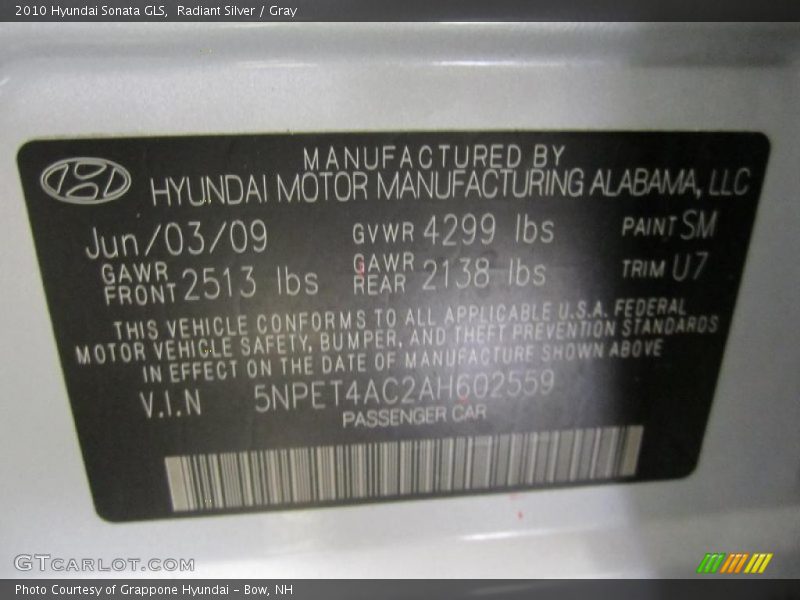 2010 Hyundai Sonata GLS, Radiant Silver / Gray
MANUFACTURED BY
HYUNDAI MOTOR MANUFACTURING ALABAMA, LLC
Jun/03/09 GVWR 4299 lbs PAINT SM
GAWR FRONT 2513 lbs GAWR REAR 2138 lbs TRIM U7
THIS VEHICLE CONFORMS TO ALL APPLICABLE U.S.A. FEDERAL
MOTOR VEHICLE SAFETY, BUMPER, AND THEFT PREVENTION STANDARDS
IN EFFECT ON THE DATE OF MANUFACTURE SHOWN ABOVE
V.I.N 5NPET4AC2AH602559
PASSENGER CAR
GTCARLOT.COM
Photo Courtesy of Grappone Hyundai - Bow, NH